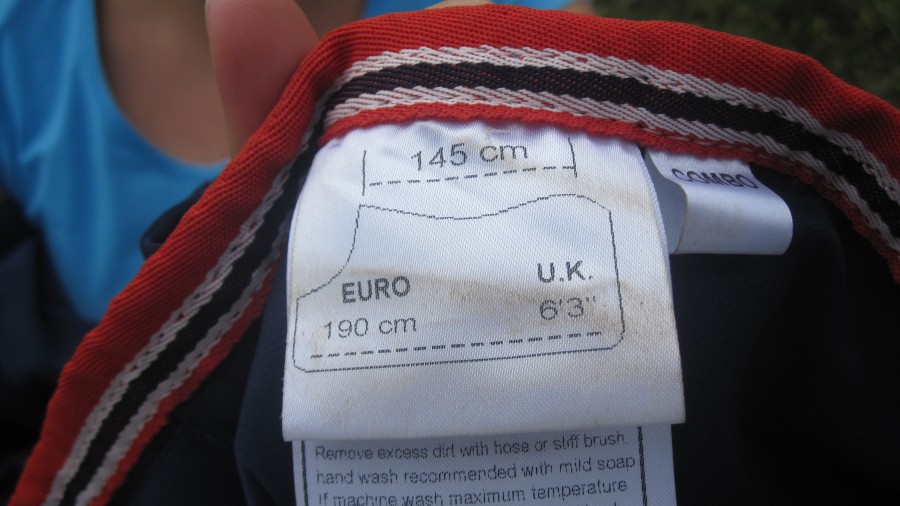 145 cm
COMBO
EURO
U.K.
190 cm
6'3"
Remove excess dirt with hose or stiff brush.
hand wash recommended with mild soap
If machine wash maximum temperature